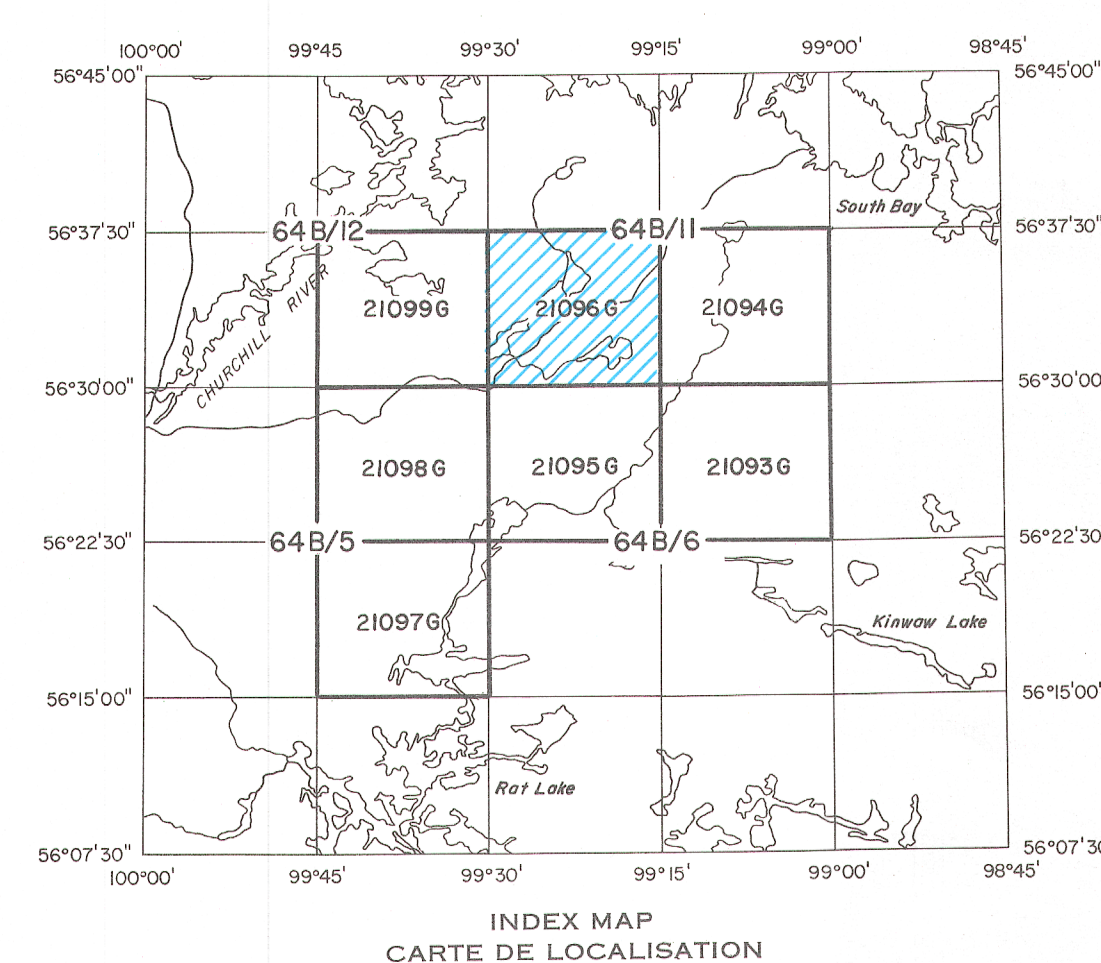 100°00' 99°45' 99°30' 99°15' 99°00' 98°45'
56°45'00" 56°45'00"
South Bay
56°37'30" 64B/12 64B/11 56°37'30"
CHURCHILL RIVER
21099G 21096G 21094G
56°30'00" 56°30'00"
21098G 21095G 21093G
56°22'30" 64B/5 64B/6 56°22'30
21097G Kinwaw Lake
56°15'00" 56°15'00"
Rat Lake
56°07'30" 56°07'30
100°00' 99°45' 99°30' 99°15' 99°00' 98°45'
INDEX MAP
CARTE DE LOCALISATION